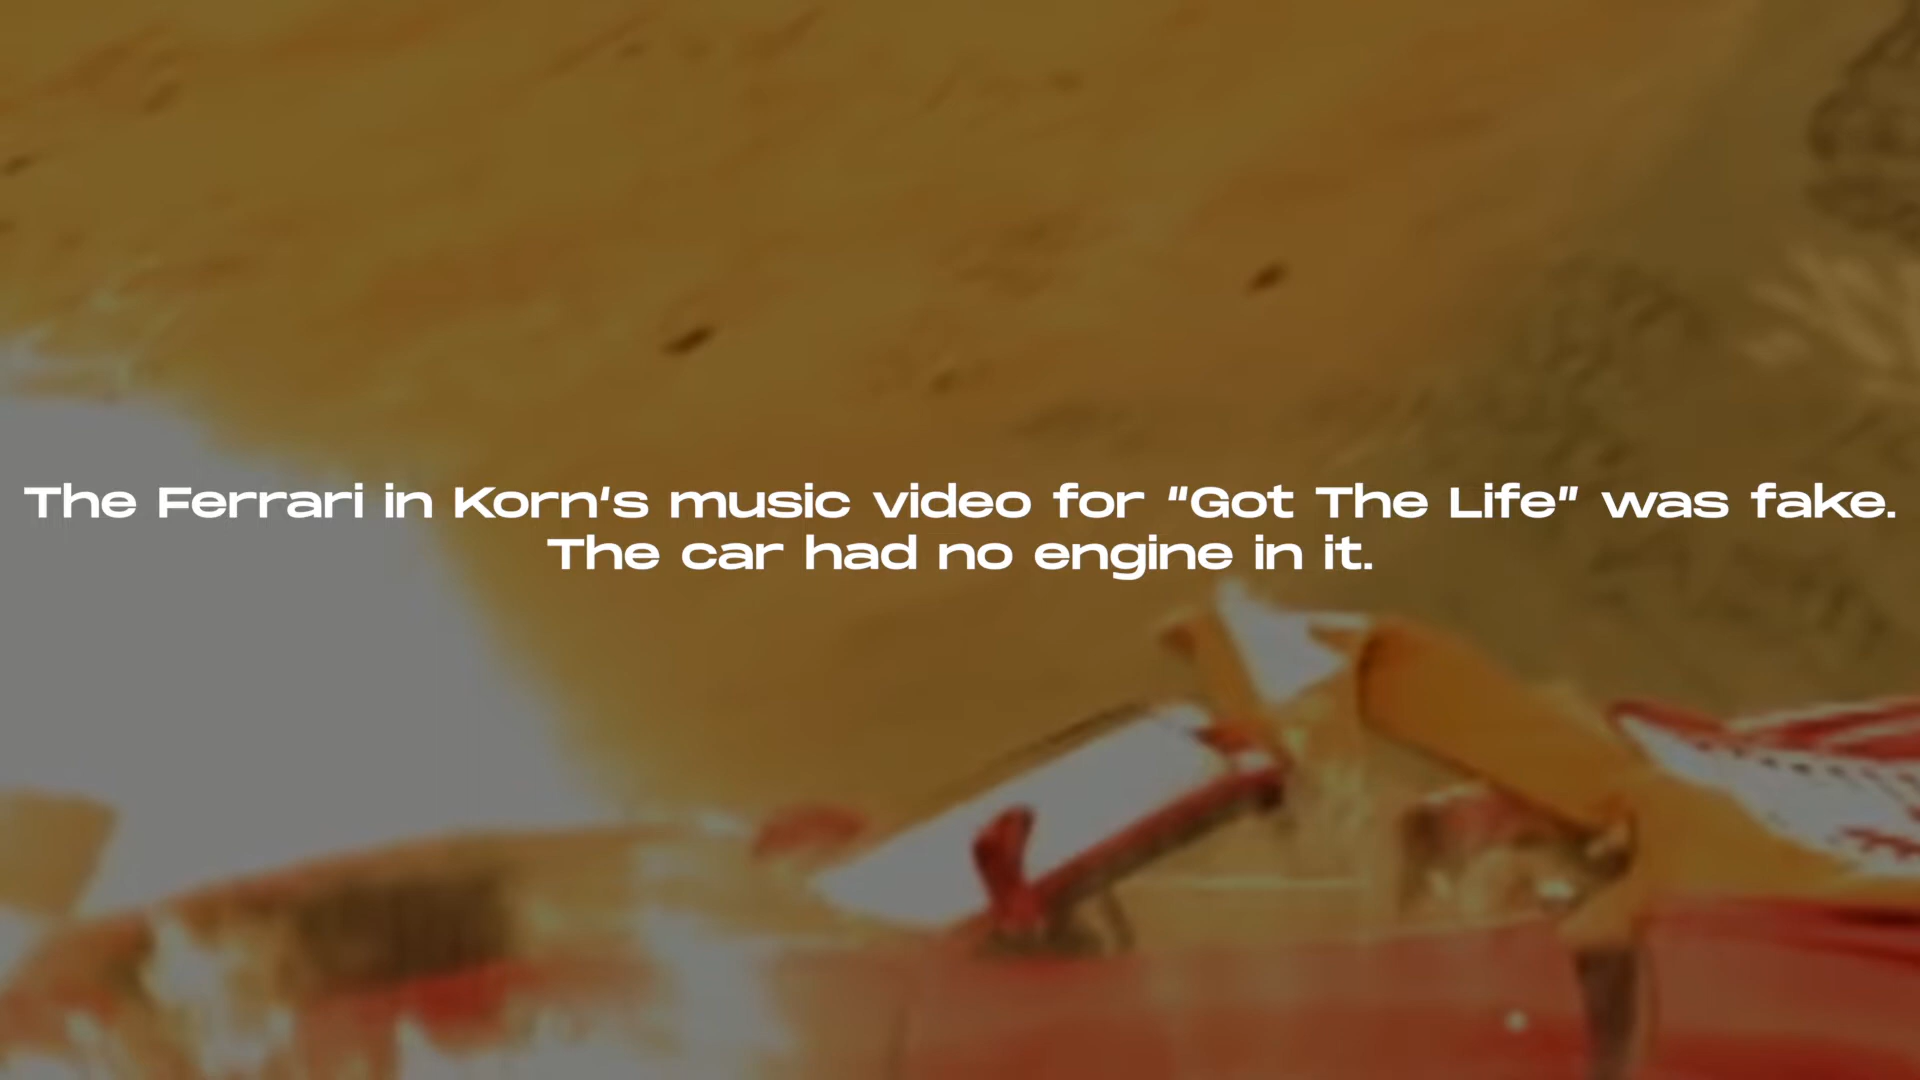 The Ferrari in Korn's music video for "Got The Life" was fake.
The car had no engine in it.